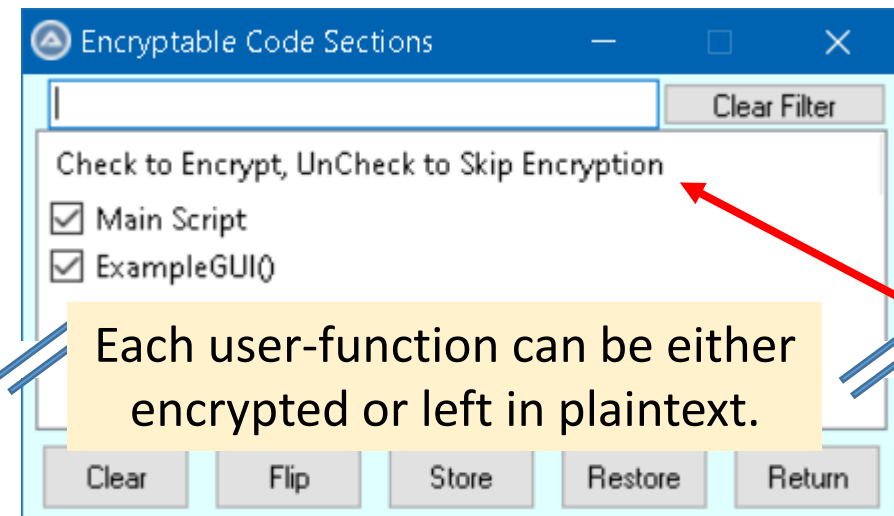 Encryptable Code Sections
Clear Filter
Check to Encrypt, UnCheck to Skip Encryption
Main Script
ExampleGUI()
Each user-function can be either
encrypted or left in plaintext.
Clear Flip Store Restore Return